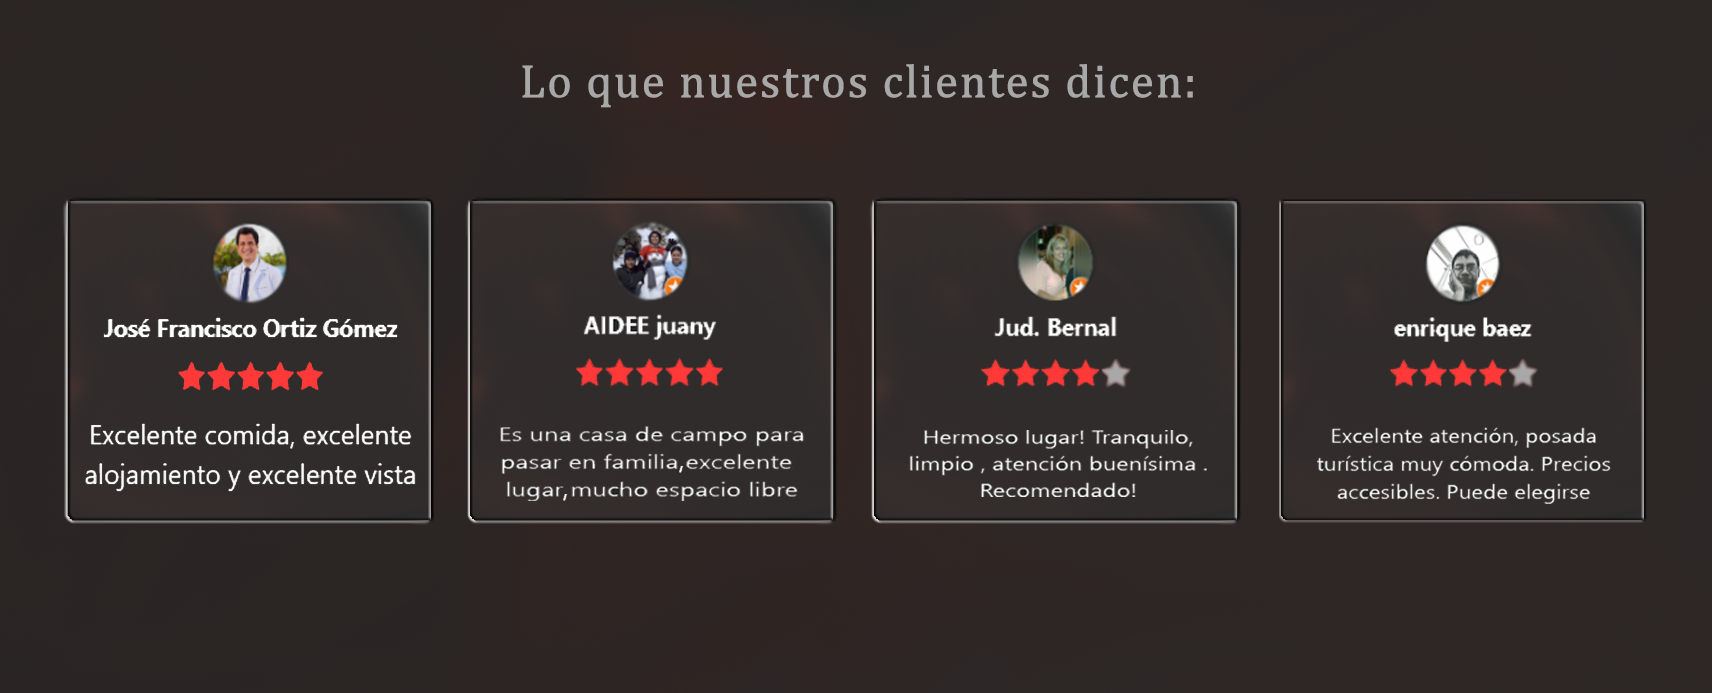 Lo que nuestros clientes dicen:
José Francisco Ortiz Gómez
Excelente comida, excelente
alojamiento y excelente vista
AIDEE juany
Es una casa de campo para
pasar en familia,excelente
lugar,mucho espacio libre
Jud. Bernal
Hermoso lugar! Tranquilo,
limpio , atención buenísima .
Recomendado!
enrique baez
Excelente atención, posada
turística muy cómoda. Precios
accesibles. Puede elegirse